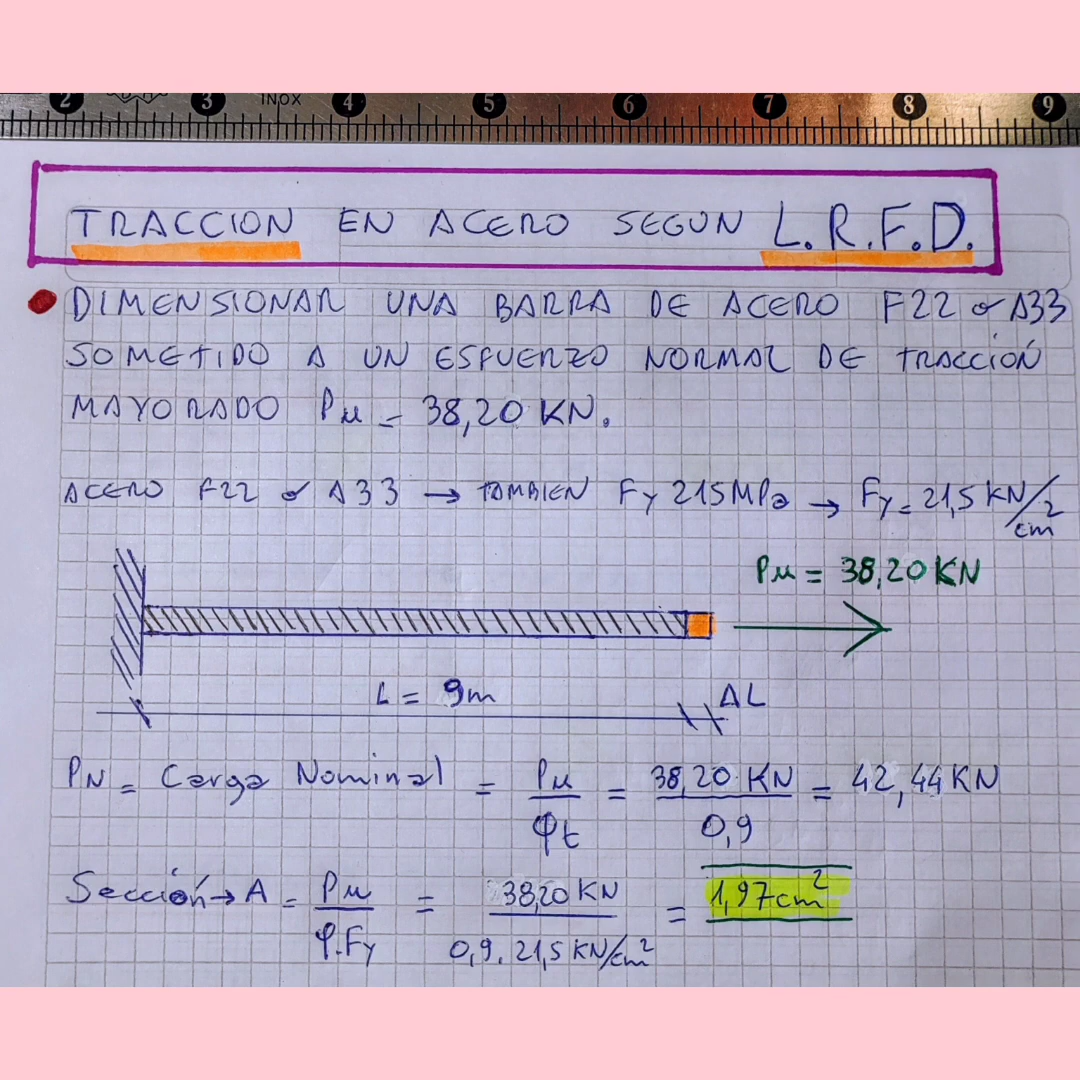 2 3 INOX 4 5 6 7 8 9
TRACCION EN ACERO SEGUN L.R.F.D.
DIMENSIONAR UNA BARRA DE ACERO F22 o A33
SOMETIDO A UN ESFUERZO NORMAL DE TRACCIÓN
MAYORADO Pu = 38,20 KN.
ACERO F22 o A33 → TAMBIEN Fy 215MPa → Fy = 21,5 KN/cm²
Pu = 38,20 KN
L = 9m ΔL
PN = Carga Nominal = Pu/φt = 38,20 KN/0,9 = 42,44 KN
Sección → A = Pu/φ.Fy = 38,20 KN/0,9.21,5 KN/cm² = 1,97cm²